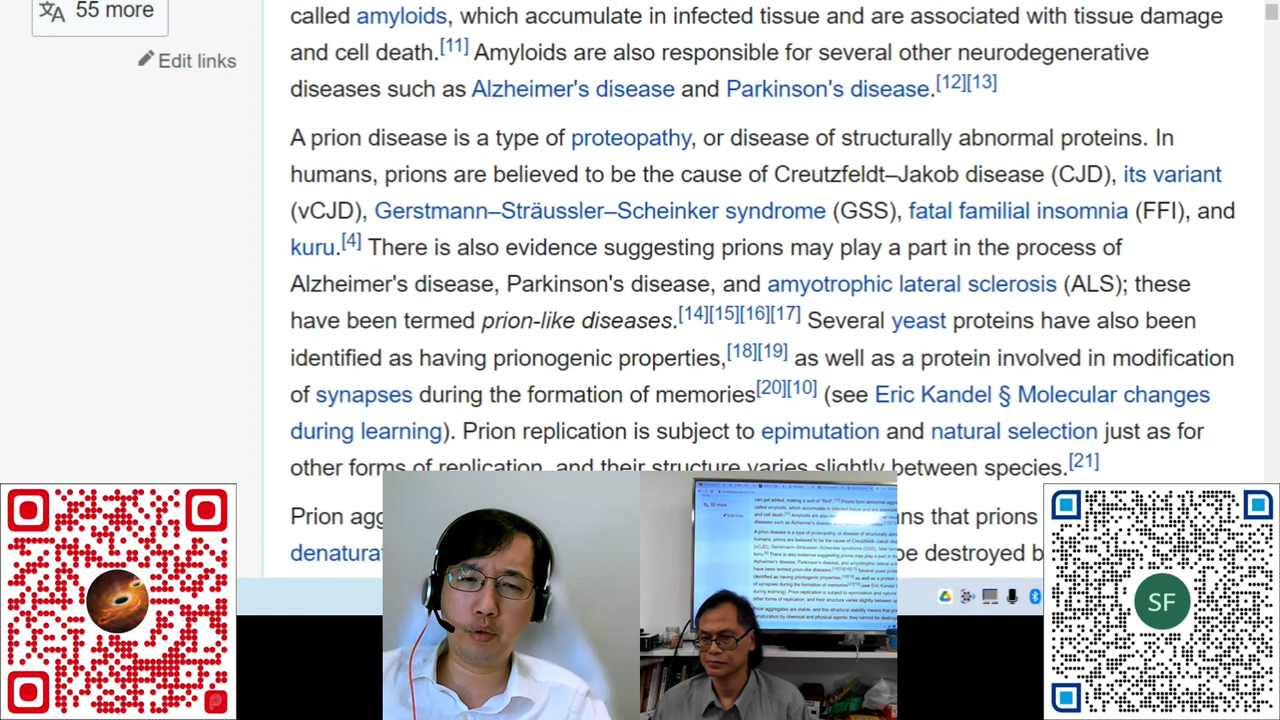 55 more
Edit links
called amyloids, which accumulate in infected tissue and are associated with tissue damage
and cell death.[11] Amyloids are also responsible for several other neurodegenerative
diseases such as Alzheimer's disease and Parkinson's disease.[12][13]
A prion disease is a type of proteopathy, or disease of structurally abnormal proteins. In
humans, prions are believed to be the cause of Creutzfeldt–Jakob disease (CJD), its variant
(vCJD), Gerstmann–Sträussler–Scheinker syndrome (GSS), fatal familial insomnia (FFI), and
kuru.[4] There is also evidence suggesting prions may play a part in the process of
Alzheimer's disease, Parkinson's disease, and amyotrophic lateral sclerosis (ALS); these
have been termed prion-like diseases.[14][15][16][17] Several yeast proteins have also been
identified as having prionogenic properties,[18][19] as well as a protein involved in modification
of synapses during the formation of memories[20][10] (see Eric Kandel § Molecular changes
during learning). Prion replication is subject to epimutation and natural selection just as for
other forms of replication, and their structure varies slightly between species.[21]
Prion agg ns that prions
denatura be destroyed b
SF